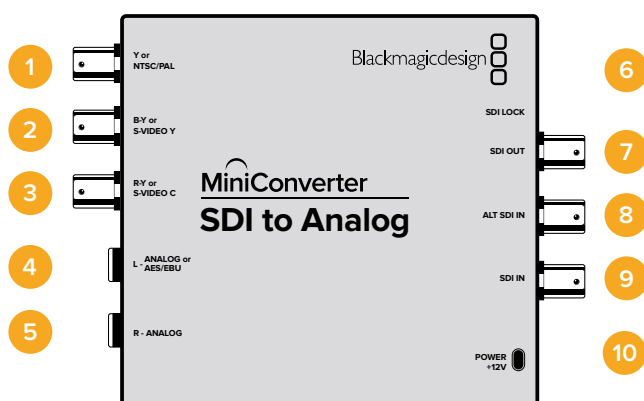 1
Y or
NTSC/PAL
2
B-Y or
S-VIDEO Y
3
R-Y or
S-VIDEO C
4
L - ANALOG or
AES/EBU
5
R - ANALOG
Blackmagicdesign
MiniConverter
SDI to Analog
6
SDI LOCK
7
SDI OUT
8
ALT SDI IN
9
SDI IN
10
POWER
+12V